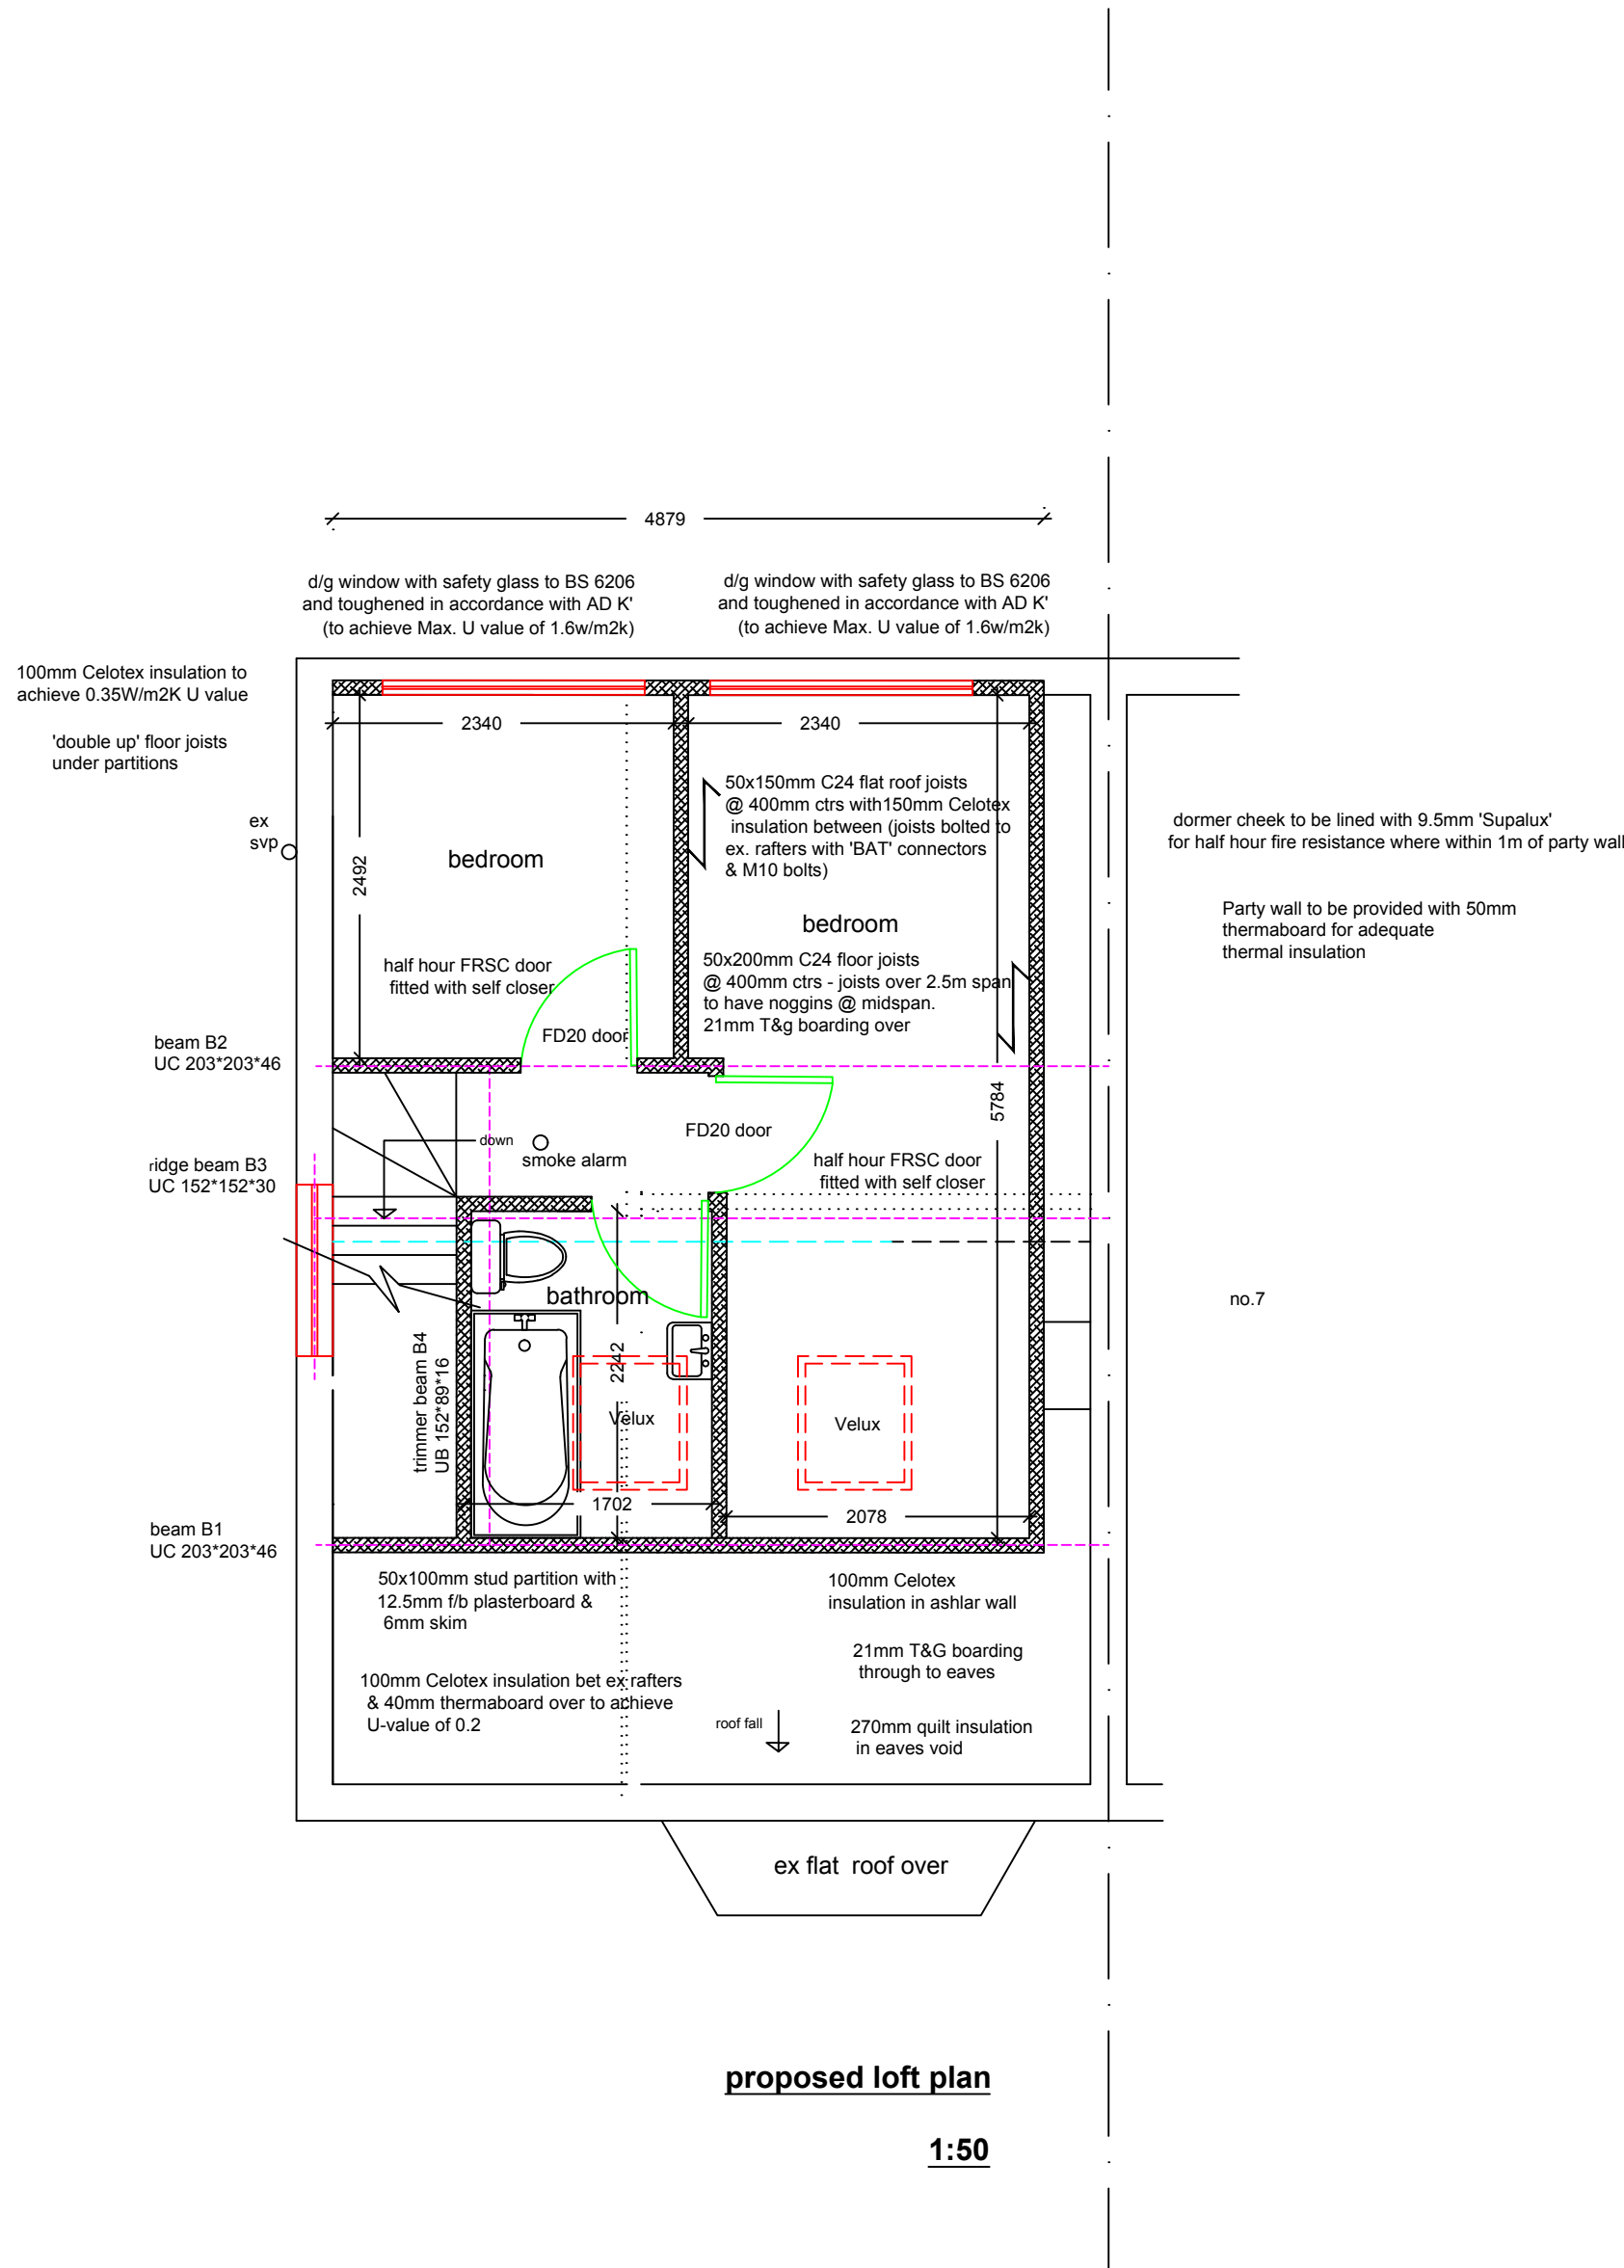 4879
d/g window with safety glass to BS 6206
and toughened in accordance with AD K'
(to achieve Max. U value of 1.6w/m2k)
d/g window with safety glass to BS 6206
and toughened in accordance with AD K'
(to achieve Max. U value of 1.6w/m2k)
100mm Celotex insulation to
achieve 0.35W/m2K U value
'double up' floor joists
under partitions
2340
2340
ex
svp
2492
bedroom
50x150mm C24 flat roof joists
@ 400mm ctrs with150mm Celotex
insulation between (joists bolted to
ex. rafters with 'BAT' connectors
& M10 bolts)
dormer cheek to be lined with 9.5mm 'Supalux'
for half hour fire resistance where within 1m of party wall
bedroom
Party wall to be provided with 50mm
thermaboard for adequate
thermal insulation
half hour FRSC door
fitted with self closer
50x200mm C24 floor joists
@ 400mm ctrs - joists over 2.5m span
to have noggins @ midspan.
21mm T&g boarding over
FD20 door
beam B2
UC 203*203*46
5784
FD20 door
down
smoke alarm
half hour FRSC door
fitted with self closer
ridge beam B3
UC 152*152*30
bathroom
no.7
trimmer beam B4
UB 152*89*16
2242
Velux
Velux
1702
2078
beam B1
UC 203*203*46
50x100mm stud partition with
12.5mm f/b plasterboard &
6mm skim
100mm Celotex
insulation in ashlar wall
21mm T&G boarding
through to eaves
100mm Celotex insulation bet ex rafters
& 40mm thermaboard over to achieve
U-value of 0.2
roof fall
270mm quilt insulation
in eaves void
ex flat roof over
proposed loft plan
1:50